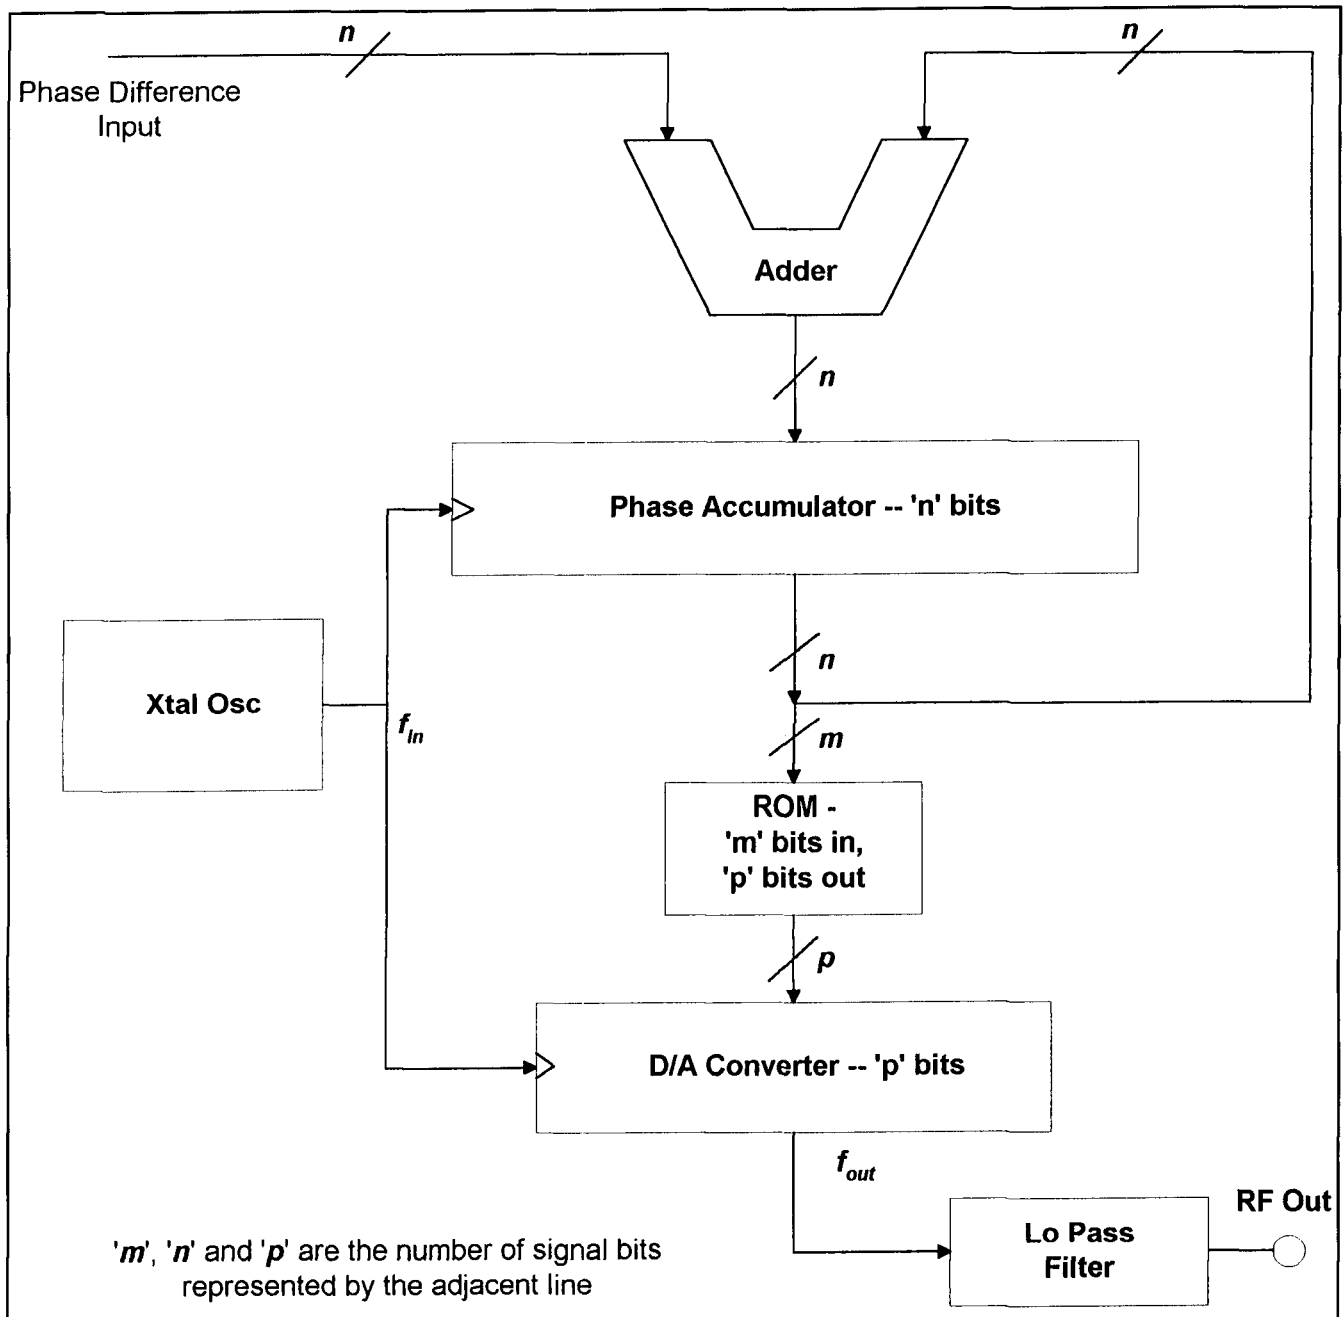 n
n
Phase Difference
Input
Adder
n
Phase Accumulator -- 'n' bits
n
Xtal Osc
f_in
m
ROM -
'm' bits in,
'p' bits out
p
D/A Converter -- 'p' bits
f_out
RF Out
Lo Pass
Filter
'm', 'n' and 'p' are the number of signal bits
represented by the adjacent line